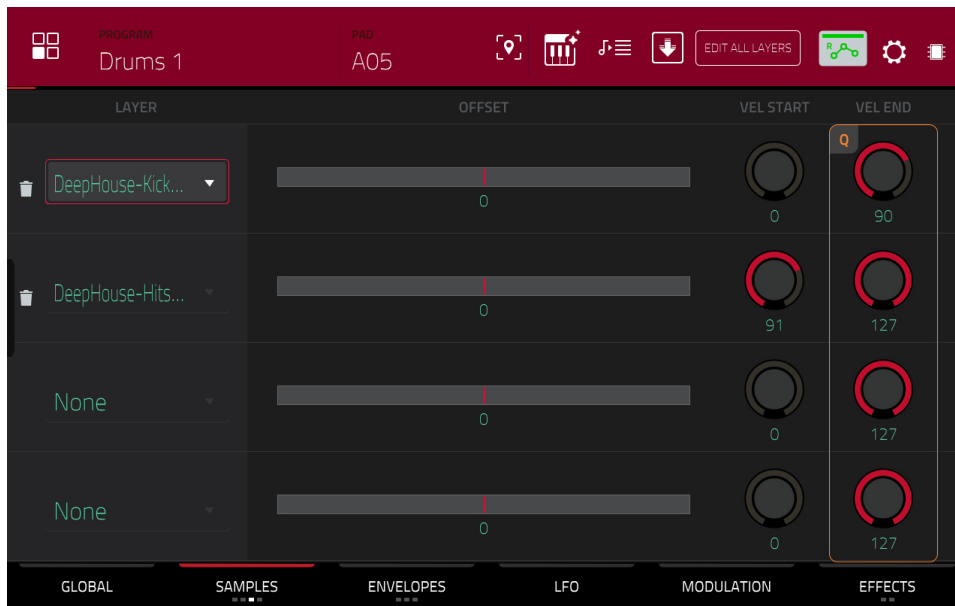 PROGRAM
Drums 1
PAD
A05
EDIT ALL LAYERS
R
LAYER
OFFSET
VEL START
VEL END
Q
DeepHouse-Kick...
0
0
90
DeepHouse-Hits...
0
91
127
None
0
0
127
None
0
0
127
GLOBAL
SAMPLES
ENVELOPES
LFO
MODULATION
EFFECTS